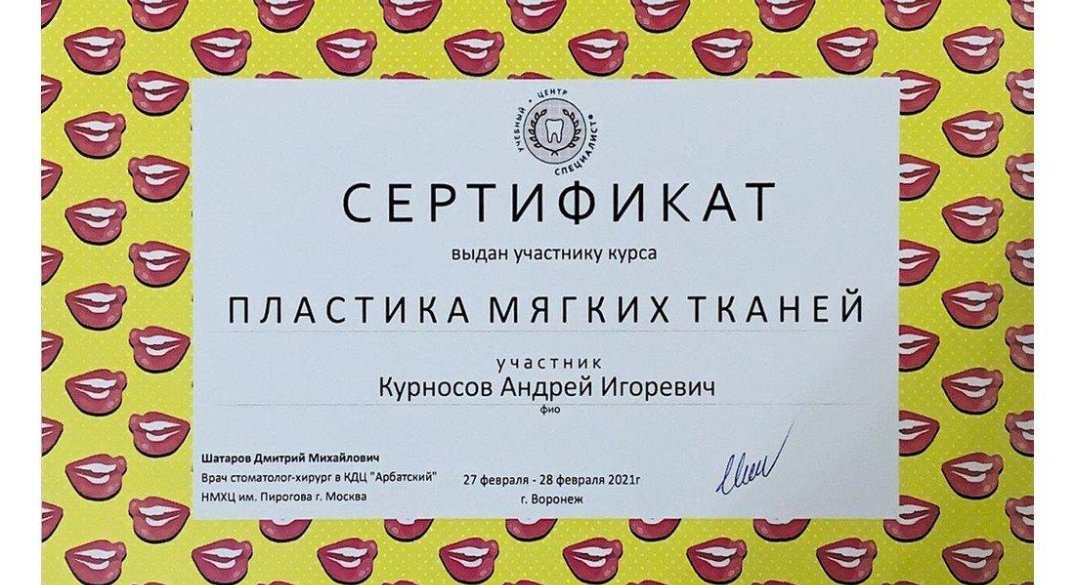 УЧЕБНЫЙ • ЦЕНТР
СПЕЦИАЛИСТ®
СЕРТИФИКАТ
выдан участнику курса
ПЛАСТИКА МЯГКИХ ТКАНЕЙ
участник
Курносов Андрей Игоревич
фио
Шатаров Дмитрий Михайлович
Врач стоматолог-хирург в КДЦ "Арбатский"
НМХЦ им. Пирогова г. Москва
27 февраля - 28 февраля 2021г
г. Воронеж